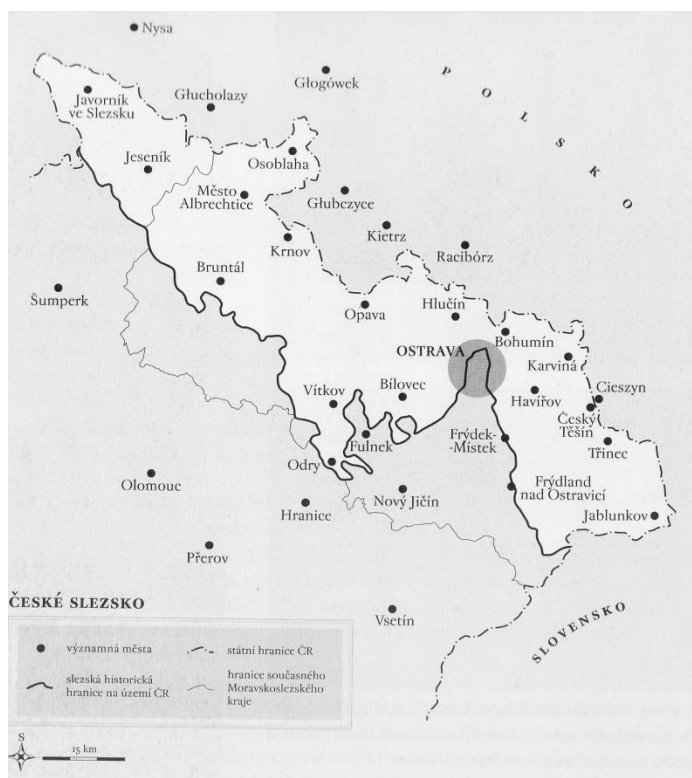 Nysa
Głogówek
POLSKO
Głuchołazy
Javorník
ve Slezsku
Jeseník
Osoblaha
Město
Albrechtice
Głubczyce
Kietrz
Racibórz
Krnov
Bruntál
Šumperk
Opava
Hlučín
Bohumín
OSTRAVA
Karviná
Cieszyn
Bílovec
Vítkov
Havířov
Český
Těšín
Fulnek
Frýdek-
-Místek
Třinec
Odry
Olomouc
Nový Jičín
Frýdland
nad Ostravicí
Hranice
Jablunkov
Přerov
ČESKÉ SLEZSKO
Vsetín
SLOVENSKO
významná města
státní hranice ČR
slezská historická
hranice na území ČR
hranice současného
Moravskoslezského
kraje
S
15 km